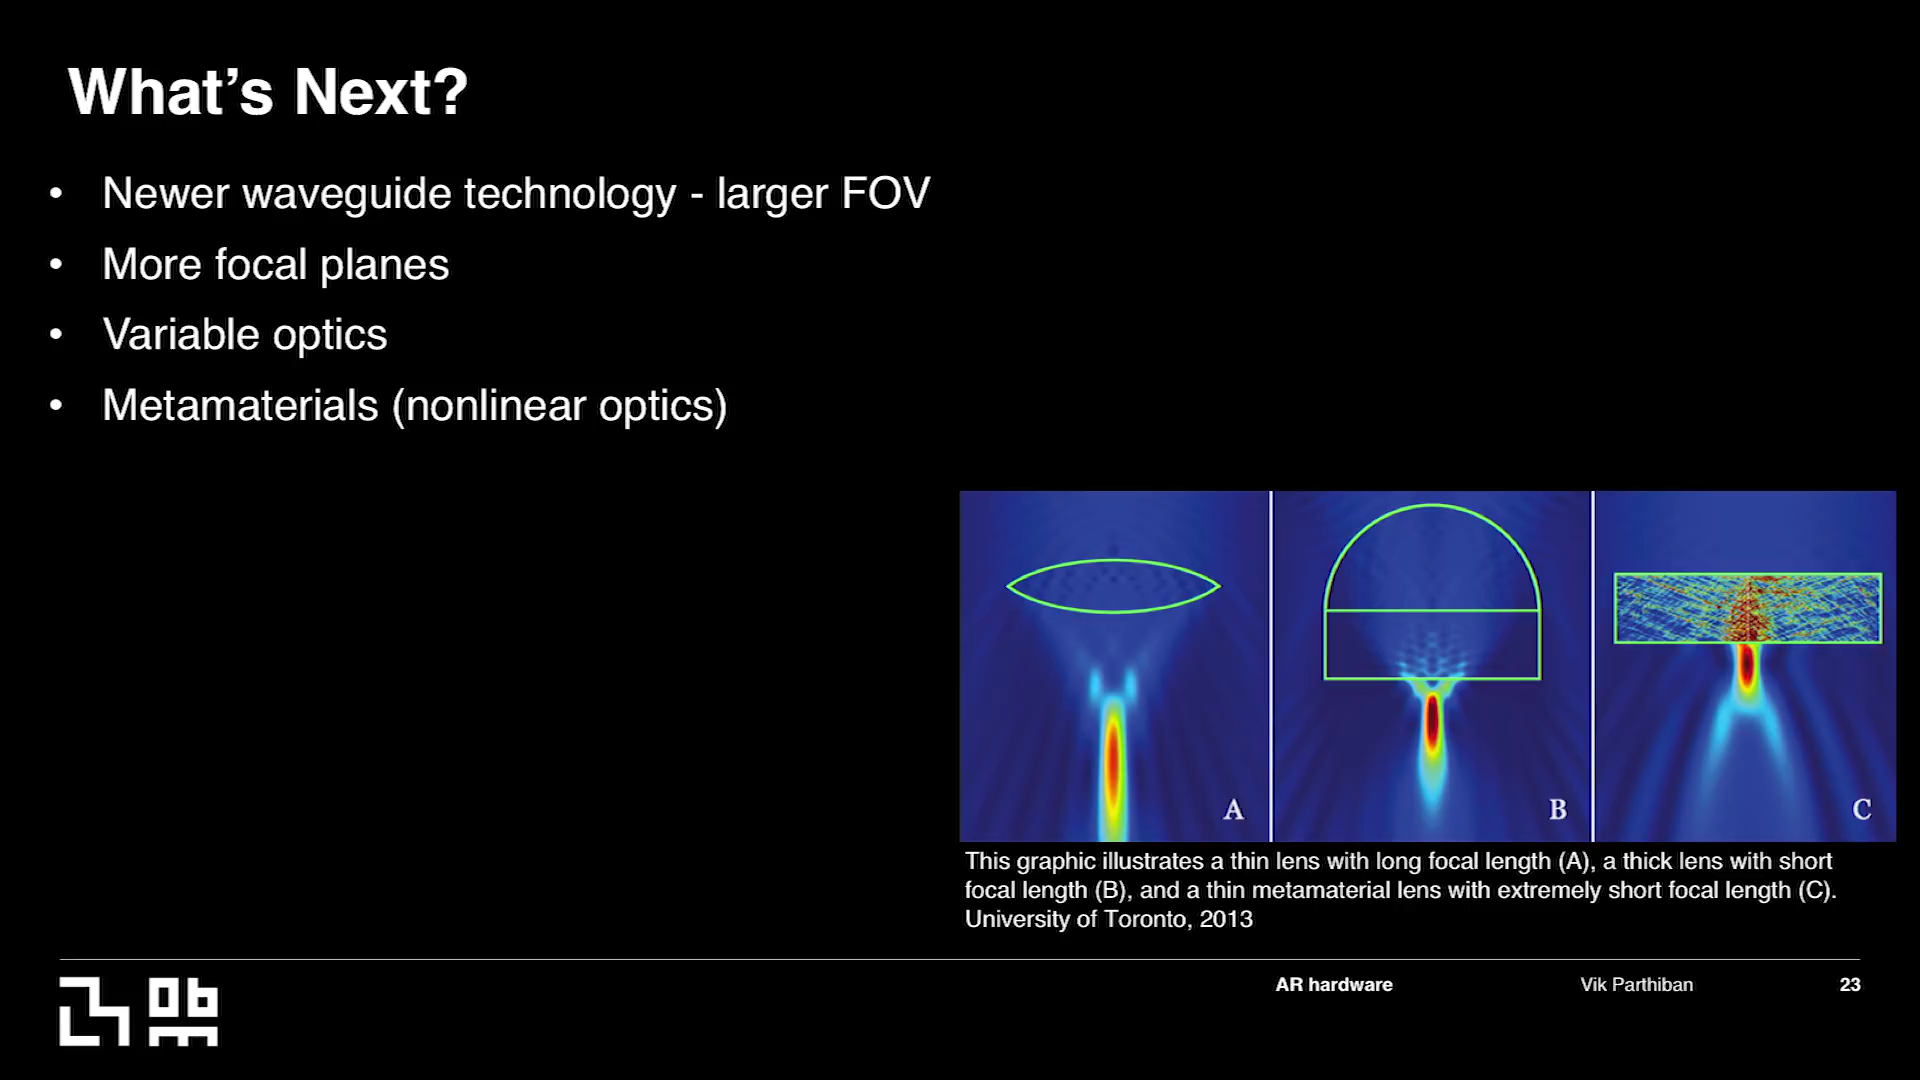 What's Next?
• Newer waveguide technology - larger FOV
• More focal planes
• Variable optics
• Metamaterials (nonlinear optics)
A B C
This graphic illustrates a thin lens with long focal length (A), a thick lens with short
focal length (B), and a thin metamaterial lens with extremely short focal length (C).
University of Toronto, 2013
AR hardware Vik Parthiban 23